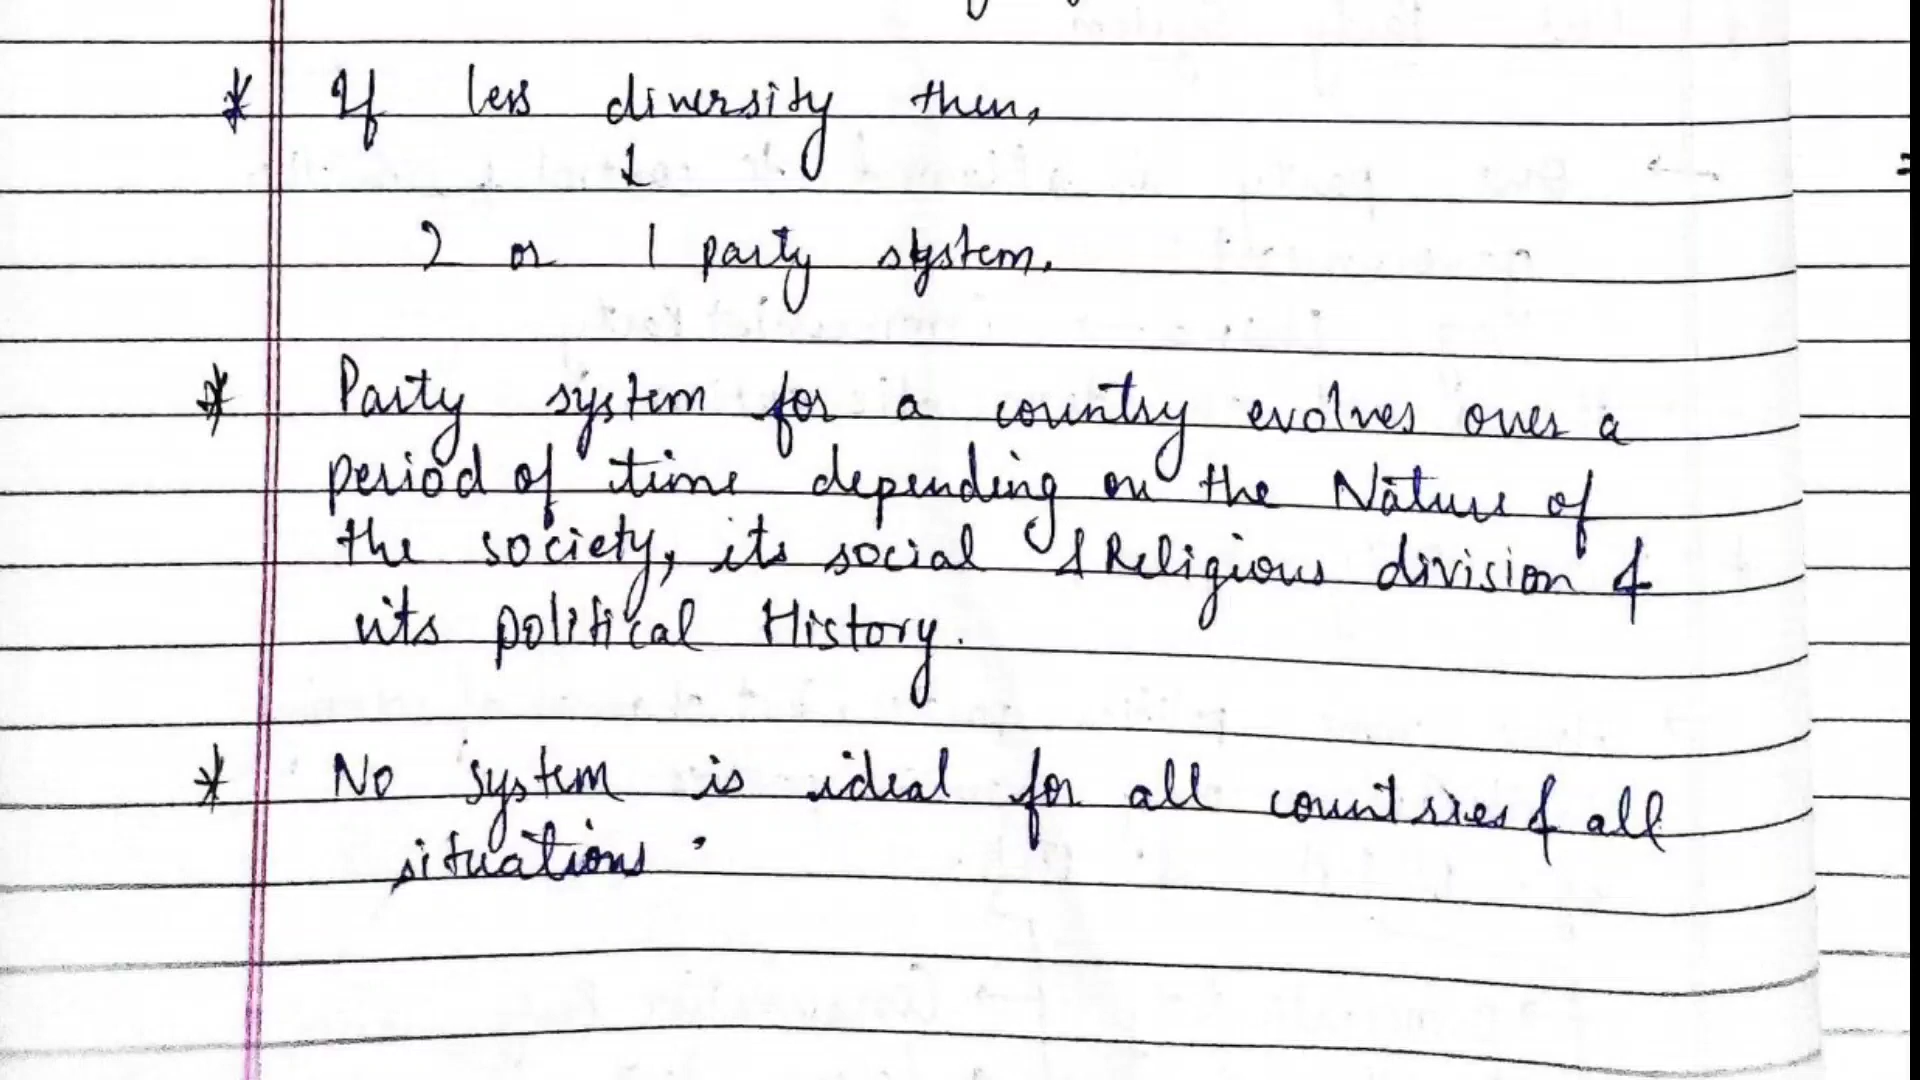 * If less diversity then,
↓
2 or 1 party system.
* Party system for a country evolves over a
period of time depending on the Nature of
the society, its social & Religious division &
its political History.
* No system is ideal for all countries & all
situations.